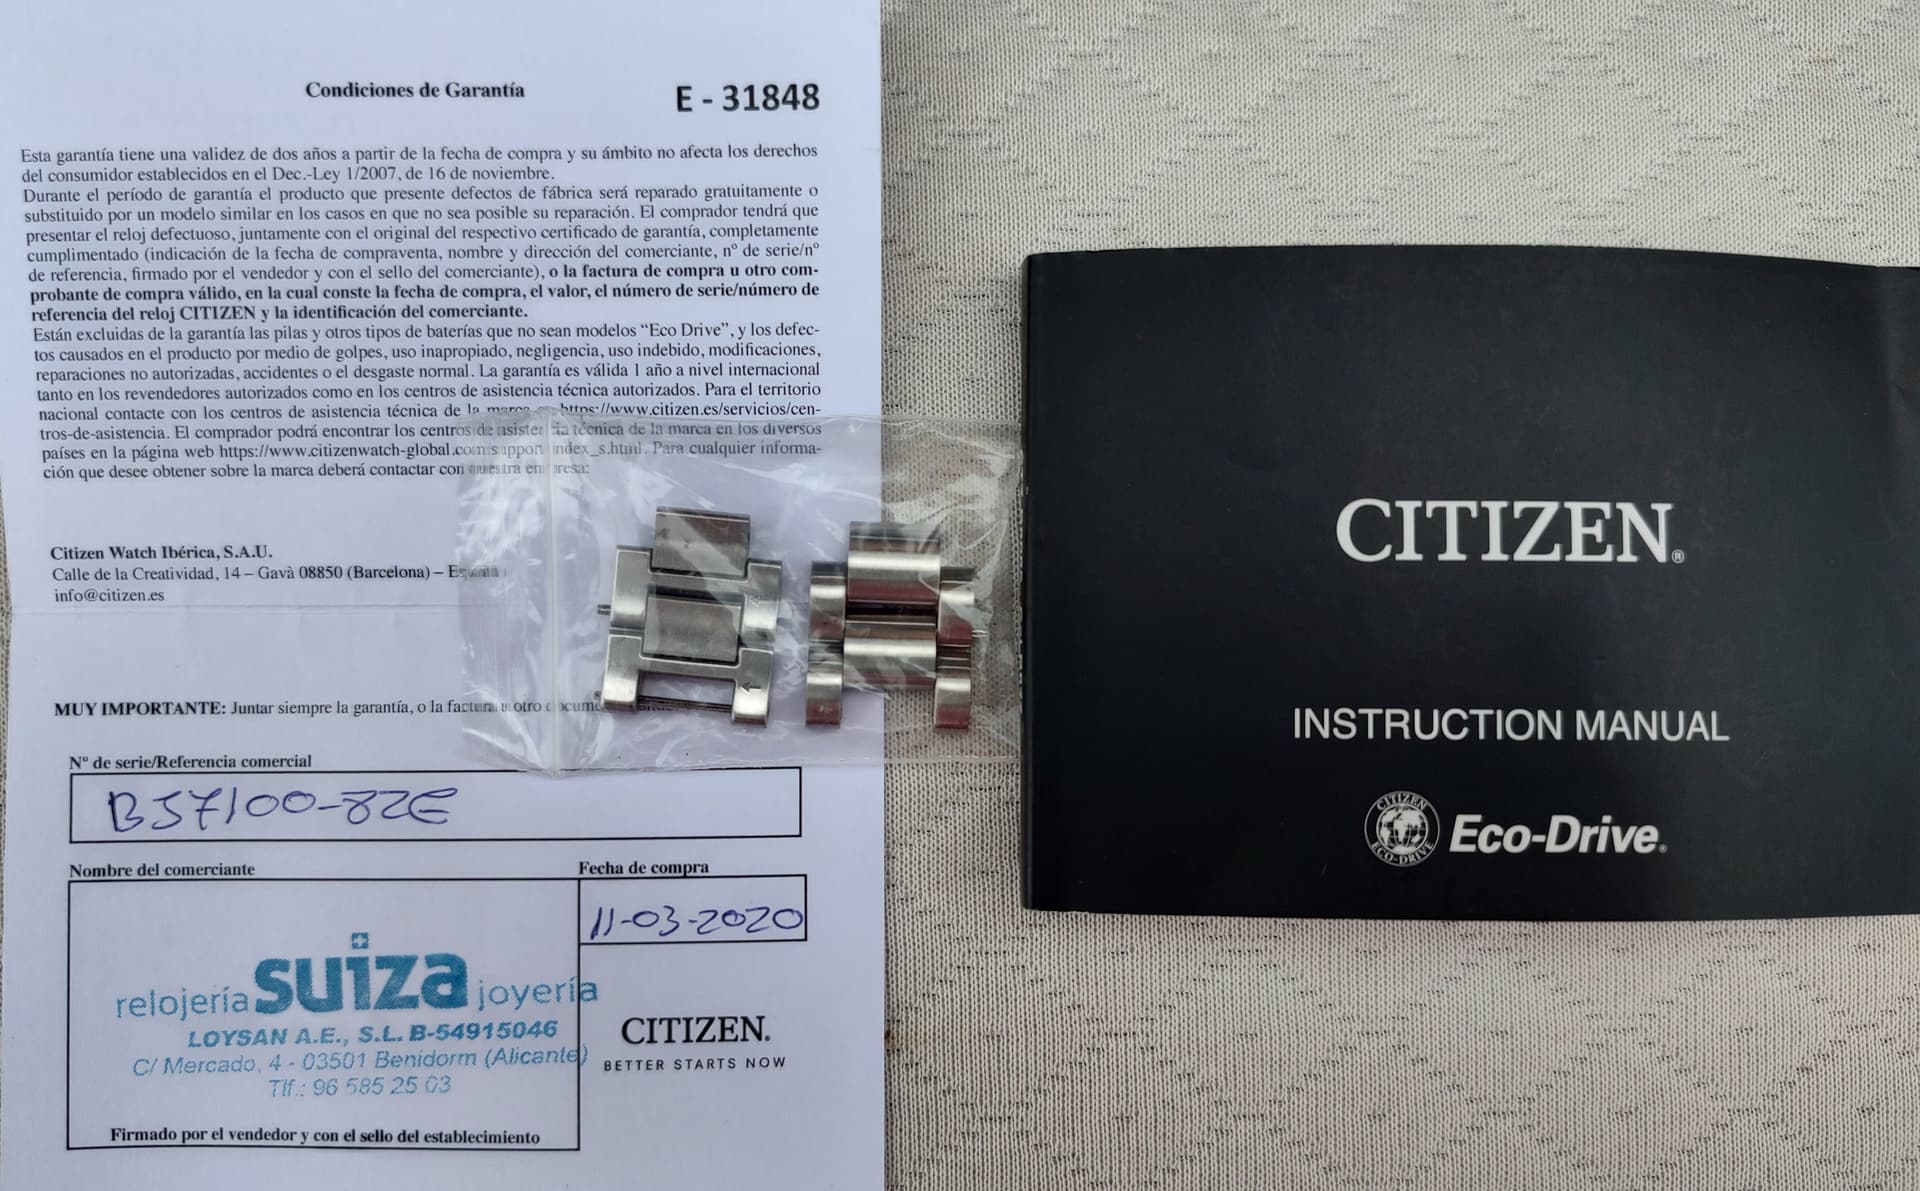 Condiciones de Garantía
E - 31848
Esta garantía tiene una validez de dos años a partir de la fecha de compra y su ámbito no afecta los derechos
del consumidor establecidos en el Dec.-Ley 1/2007, de 16 de noviembre.
Durante el período de garantía el producto que presente defectos de fábrica será reparado gratuitamente o
substituido por un modelo similar en los casos en que no sea posible su reparación. El comprador tendrá que
presentar el reloj defectuoso, juntamente con el original del respectivo certificado de garantía, completamente
cumplimentado (indicación de la fecha de compraventa, nombre y dirección del comerciante, nº de serie/nº
de referencia, firmado por el vendedor y con el sello del comerciante), o la factura de compra u otro com-
probante de compra válido, en la cual conste la fecha de compra, el valor, el número de serie/número de
referencia del reloj CITIZEN y la identificación del comerciante.
Están excluidas de la garantía las pilas y otros tipos de baterías que no sean modelos “Eco Drive”, y los defec-
tos causados en el producto por medio de golpes, uso inapropiado, negligencia, uso indebido, modificaciones,
reparaciones no autorizadas, accidentes o el desgaste normal. La garantía es válida 1 año a nivel internacional
tanto en los revendedores autorizados como en los centros de asistencia técnica autorizados. Para el territorio
nacional contacte con los centros de asistencia técnica de la marca https://www.citizen.es/servicios/cen-
tros-de-asistencia. El comprador podrá encontrar los centros de asistencia técnica de la marca en los diversos
países en la página web https://www.citizenwatch-global.com/support/index_s.html. Para cualquier informa-
ción que desee obtener sobre la marca deberá contactar con nuestra empresa:
Citizen Watch Ibérica, S.A.U.
Calle de la Creatividad, 14 – Gavà 08850 (Barcelona) – España
info@citizen.es
MUY IMPORTANTE: Juntar siempre la garantía, o la factura u otro
Nº de serie/Referencia comercial
BJ7100-82E
Nombre del comerciante
Fecha de compra
11-03-2020
relojería suiza joyería
LOYSAN A.E., S.L. B-54915046
C/ Mercado, 4 - 03501 Benidorm (Alicante)
Tlf.: 96 585 25 03
Firmado por el vendedor y con el sello del establecimiento
CITIZEN.
BETTER STARTS NOW
CITIZEN®
INSTRUCTION MANUAL
CITIZEN
ECO-DRIVE
Eco-Drive®